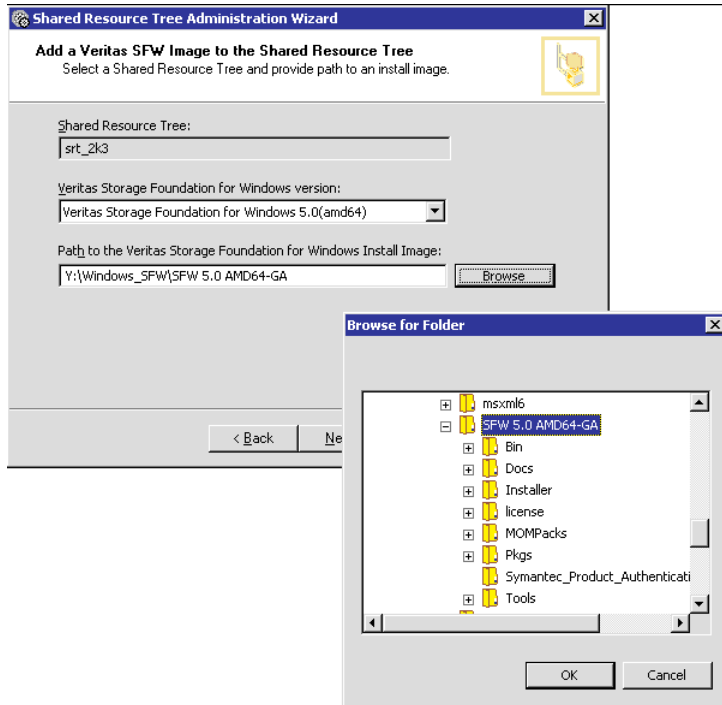 Shared Resource Tree Administration Wizard
Add a Veritas SFW Image to the Shared Resource Tree
Select a Shared Resource Tree and provide path to an install image.
Shared Resource Tree:
srt_2k3
Veritas Storage Foundation for Windows version:
Veritas Storage Foundation for Windows 5.0(amd64)
Path to the Veritas Storage Foundation for Windows Install Image:
Y:\Windows_SFW\SFW 5.0 AMD64-GA
Browse
< Back
Ne
Browse for Folder
msxml6
SFW 5.0 AMD64-GA
Bin
Docs
Installer
license
MOMPacks
Pkgs
Symantec_Product_Authenticati
Tools
OK
Cancel